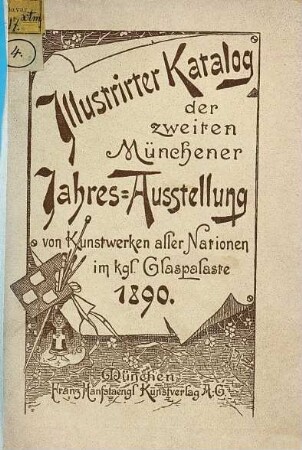 Illustrirter Katalog
der
zweiten
Münchener
Jahres=Ausstellung
von Kunstwerken aller Nationen
im kgl. Glaspalaste
1890.
München
Franz Hanfstaengl Kunstverlag A.-G.
4.